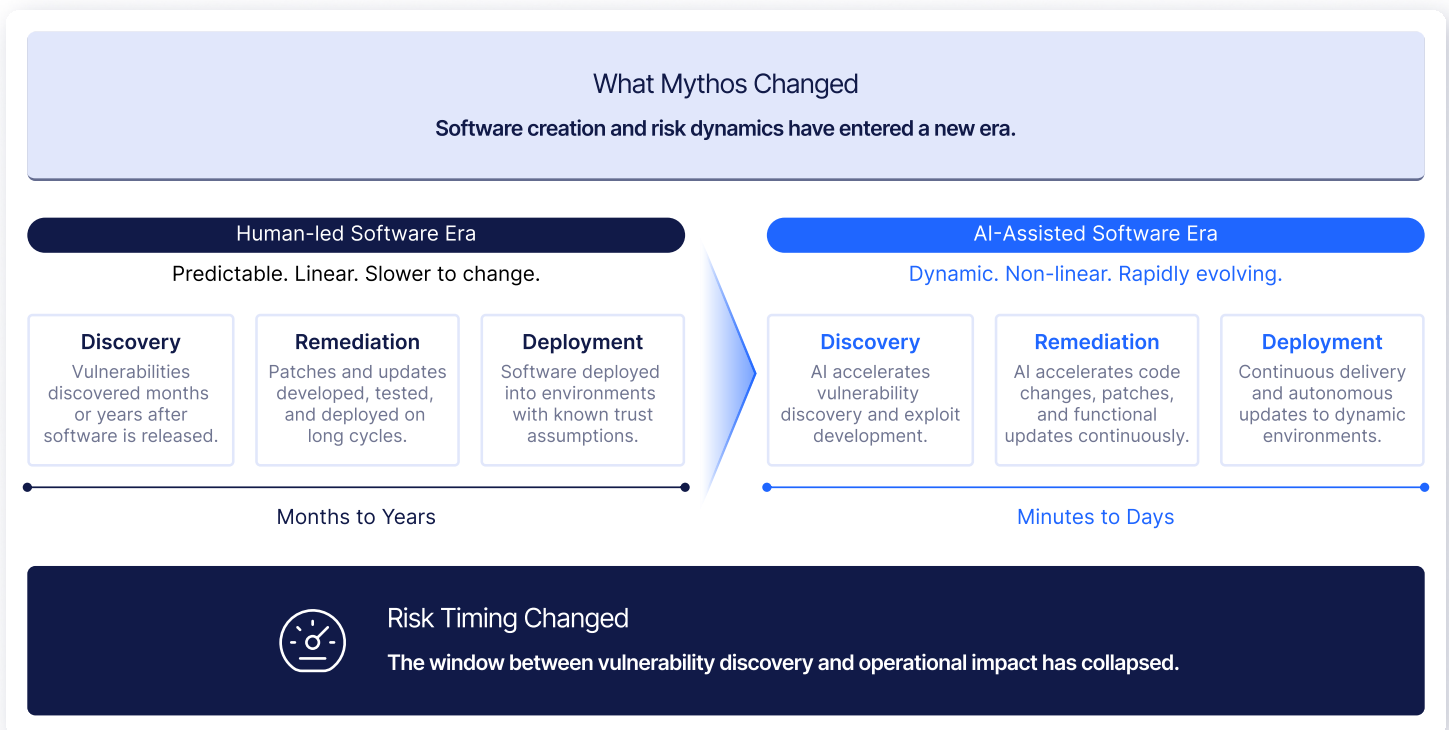 What Mythos Changed
Software creation and risk dynamics have entered a new era.
Human-led Software Era
Predictable. Linear. Slower to change.
Discovery
Vulnerabilities
discovered months
or years after
software is released.
Remediation
Patches and updates
developed, tested,
and deployed on
long cycles.
Deployment
Software deployed
into environments
with known trust
assumptions.
Months to Years
AI-Assisted Software Era
Dynamic. Non-linear. Rapidly evolving.
Discovery
AI accelerates
vulnerability
discovery and exploit
development.
Remediation
AI accelerates code
changes, patches,
and functional
updates continuously.
Deployment
Continuous delivery
and autonomous
updates to dynamic
environments.
Minutes to Days
Risk Timing Changed
The window between vulnerability discovery and operational impact has collapsed.